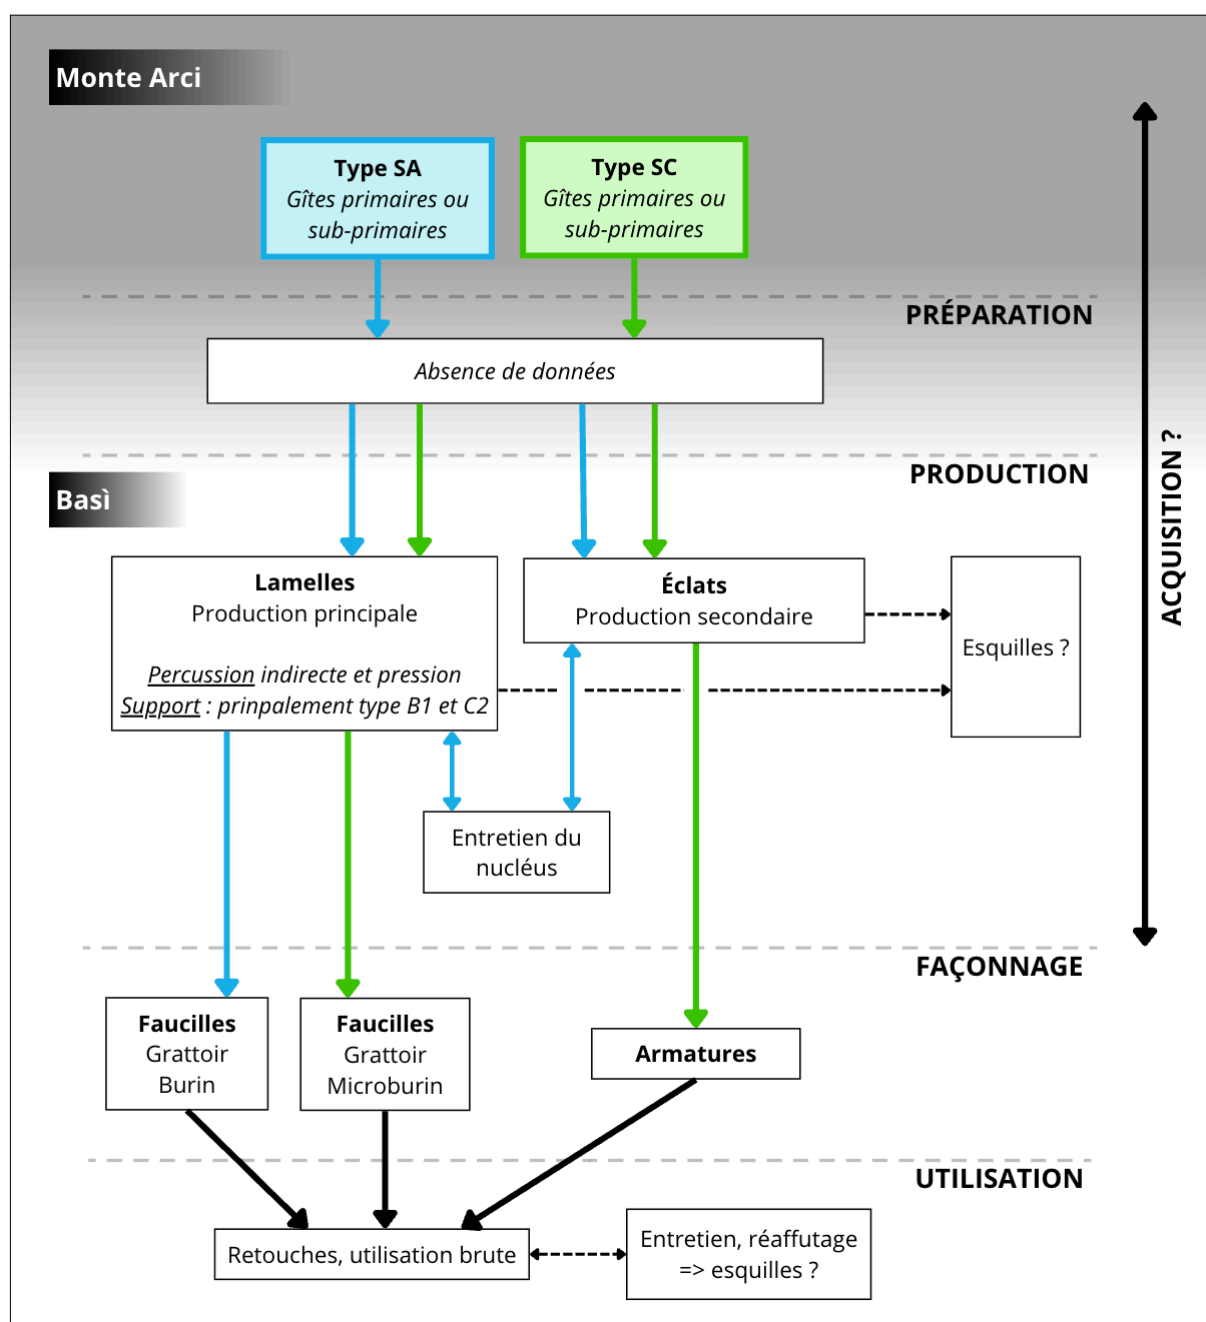 Monte Arci
Type SA
Gîtes primaires ou
sub-primaires
Type SC
Gîtes primaires ou
sub-primaires
PRÉPARATION
Absence de données
ACQUISITION ?
PRODUCTION
Basì
Lamelles
Production principale
Percussion indirecte et pression
Support : prinpalement type B1 et C2
Éclats
Production secondaire
Esquilles ?
Entretien du
nucléus
FAÇONNAGE
Faucilles
Grattoir
Burin
Faucilles
Grattoir
Microburin
Armatures
UTILISATION
Retouches, utilisation brute
Entretien, réaffutage
=> esquilles ?